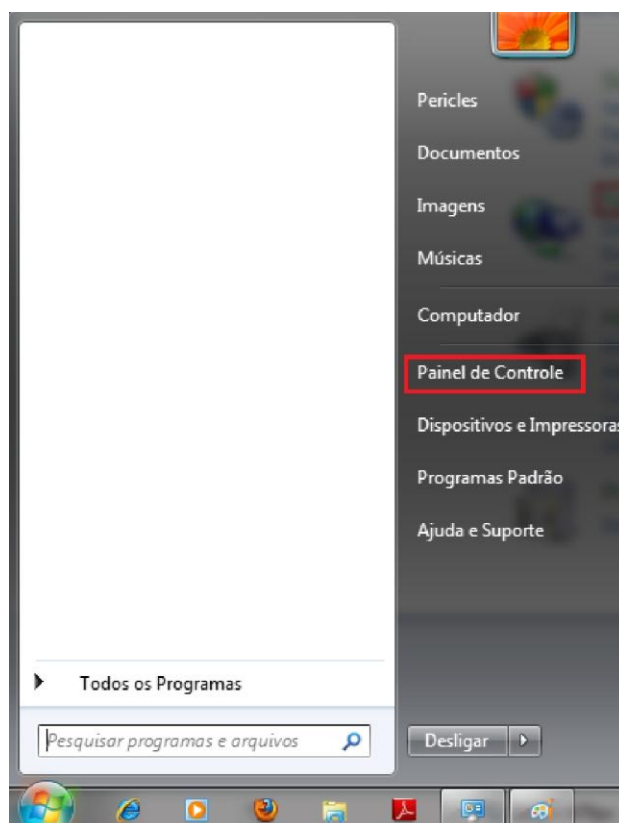 Pericles
Documentos
Imagens
Músicas
Computador
Painel de Controle
Dispositivos e Impressoras
Programas Padrão
Ajuda e Suporte
Todos os Programas
Pesquisar programas e arquivos
Desligar